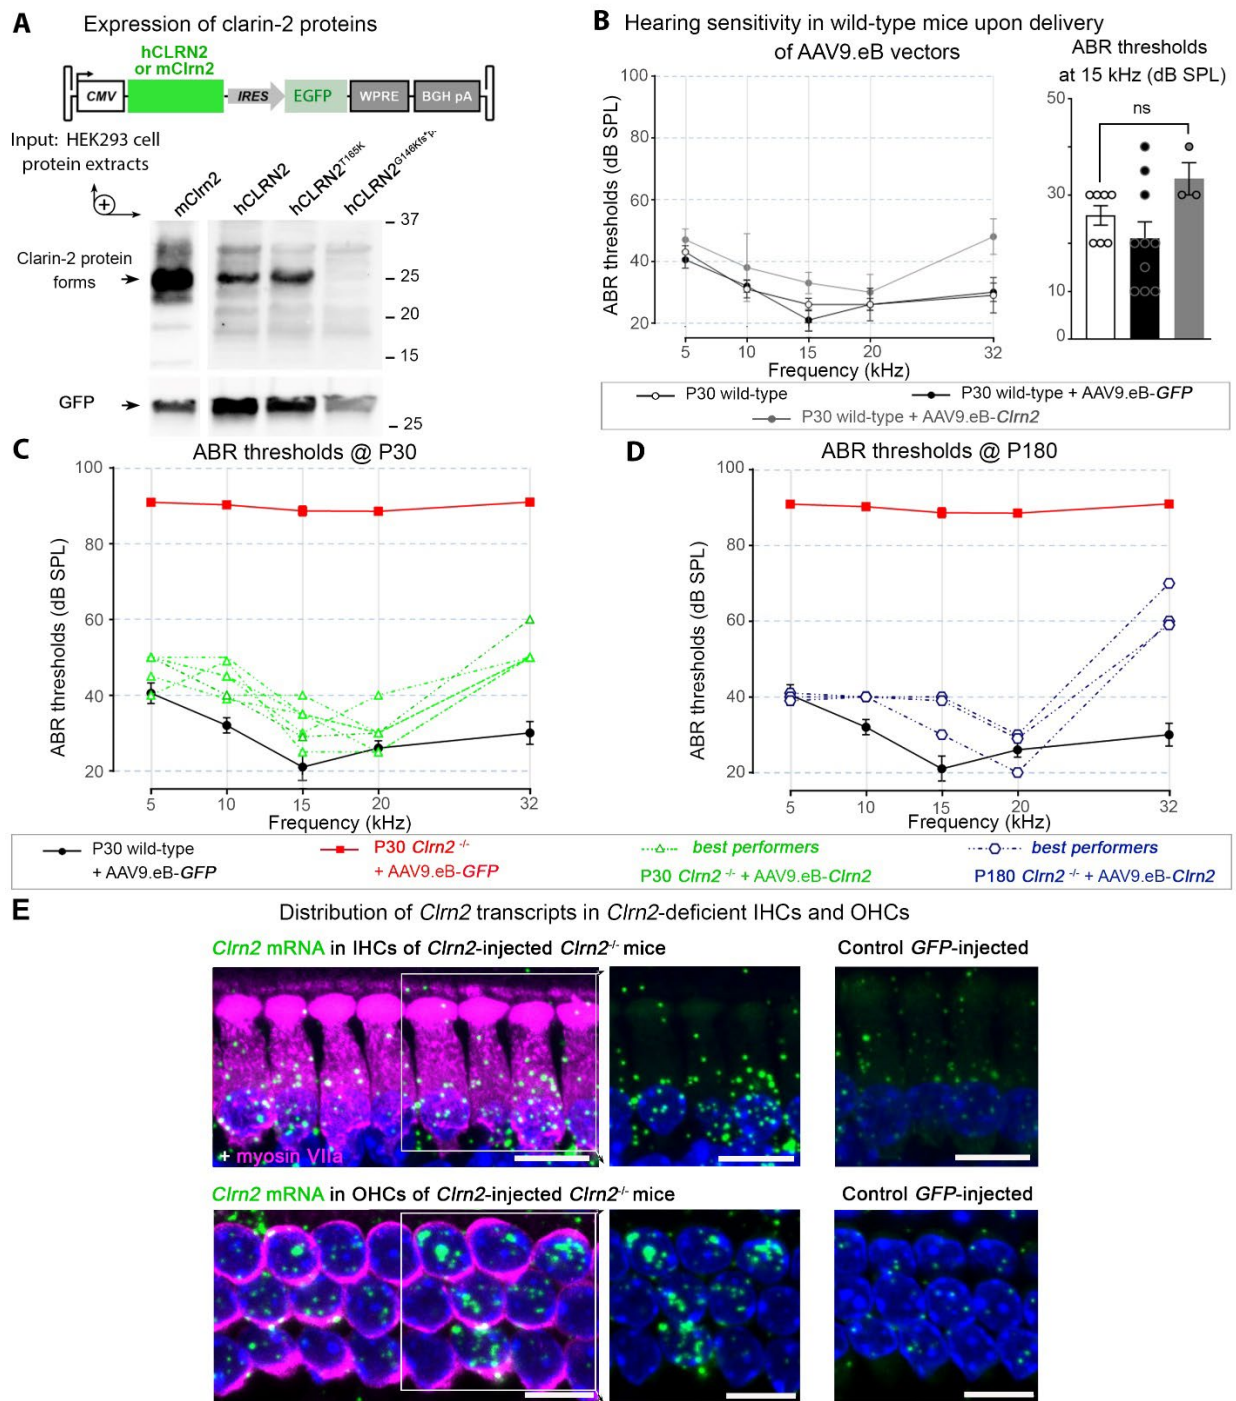 A Expression of clarin-2 proteins
hCLRN2
or mClrn2
CMV IRES EGFP WPRE BGH pA
Input: HEK293 cell
protein extracts
+
mClrn2 hCLRN2 hCLRN2^T165K
37
Clarin-2 protein
forms
25
20
15
GFP
25
B Hearing sensitivity in wild-type mice upon delivery
of AAV9.eB vectors
ABR thresholds (dB SPL)
100
80
60
40
20
5 10 15 20 32
Frequency (kHz)
ABR thresholds
at 15 kHz (dB SPL)
50
ns
30
10
0
P30 wild-type P30 wild-type + AAV9.eB-GFP
P30 wild-type + AAV9.eB-Clrn2
C ABR thresholds @ P30
ABR thresholds (dB SPL)
100
80
60
40
20
5 10 15 20 32
Frequency (kHz)
D ABR thresholds @ P180
ABR thresholds (dB SPL)
100
80
60
40
20
5 10 15 20 32
Frequency (kHz)
P30 wild-type
+ AAV9.eB-GFP
P30 Clrn2 -/-
+ AAV9.eB-GFP
best performers
P30 Clrn2 -/- + AAV9.eB-Clrn2
best performers
P180 Clrn2 -/- + AAV9.eB-Clrn2
E Distribution of Clrn2 transcripts in Clrn2-deficient IHCs and OHCs
Clrn2 mRNA in IHCs of Clrn2-injected Clrn2-/- mice
Control GFP-injected
+ myosin VIIa
Clrn2 mRNA in OHCs of Clrn2-injected Clrn2-/- mice
Control GFP-injected